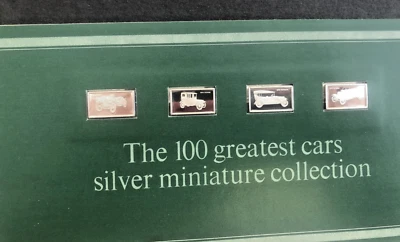 The 100 greatest cars
silver miniature collection